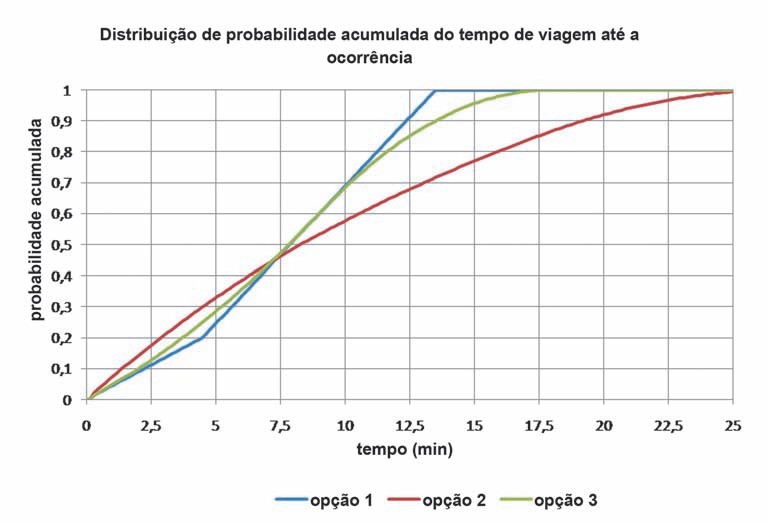 Distribuição de probabilidade acumulada do tempo de viagem até a
ocorrência
probabilidade acumulada
1
0,9
0,8
0,7
0,6
0,5
0,4
0,3
0,2
0,1
0
0 2,5 5 7,5 10 12,5 15 17,5 20 22,5 25
tempo (min)
opção 1 opção 2 opção 3